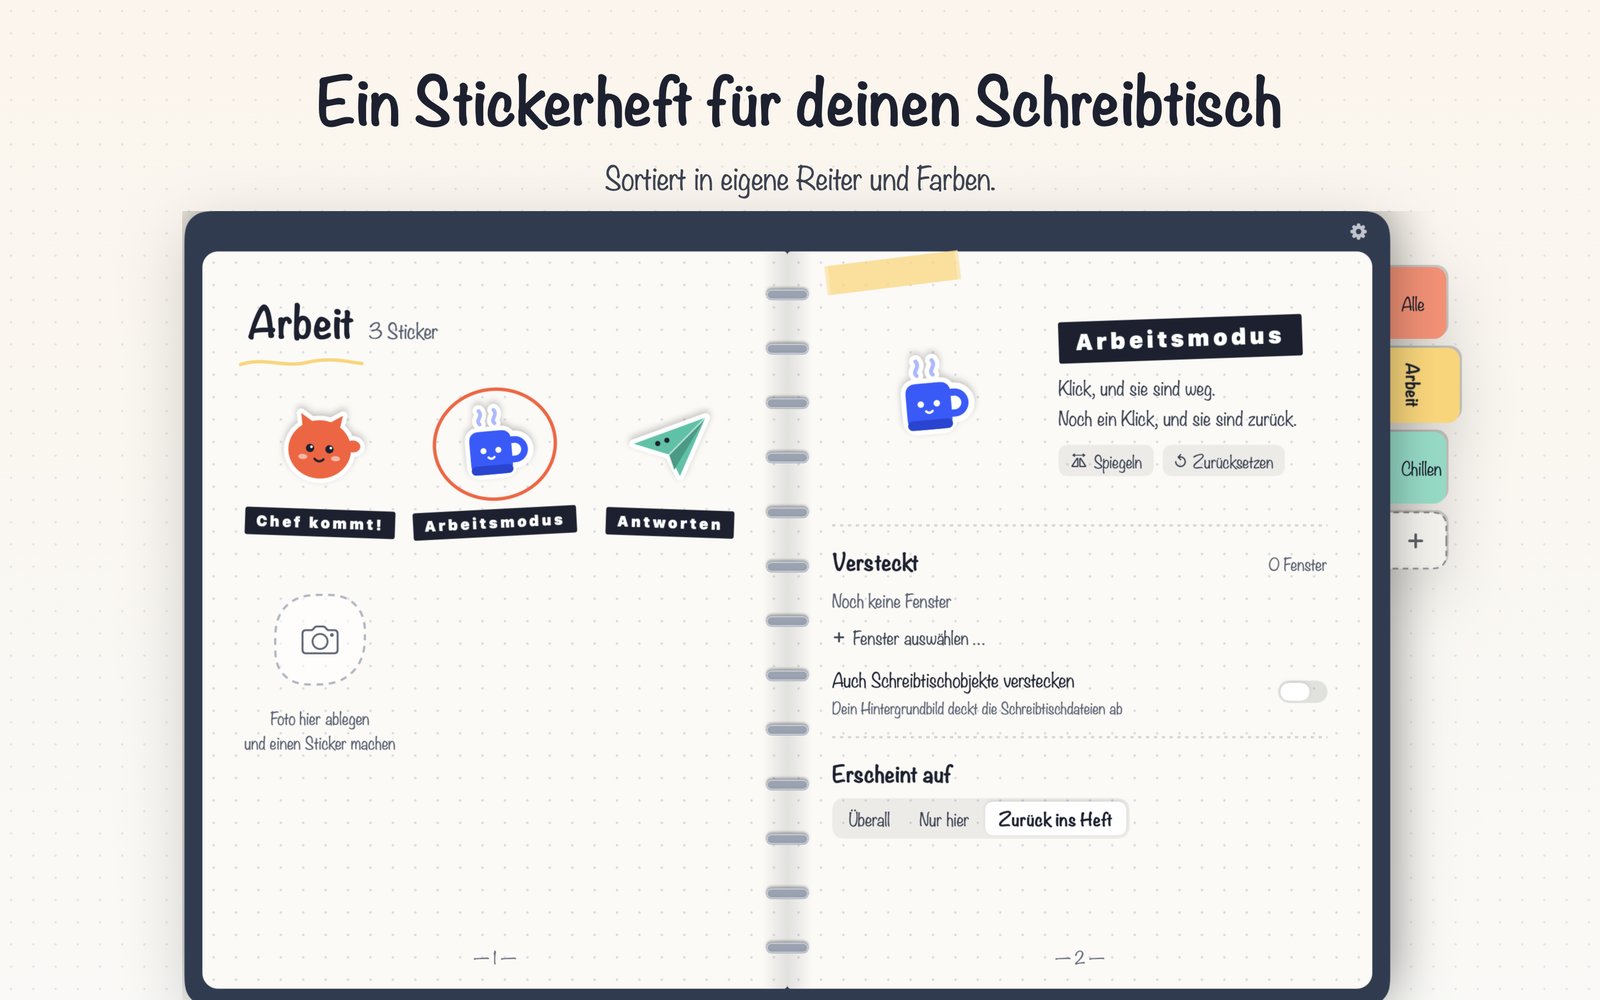 Ein Stickerheft für deinen Schreibtisch
Sortiert in eigene Reiter und Farben.
Arbeit 3 Sticker
Chef kommt!
Arbeitsmodus
Antworten
Foto hier ablegen
und einen Sticker machen
—1—
Arbeitsmodus
Klick, und sie sind weg.
Noch ein Klick, und sie sind zurück.
Spiegeln
Zurücksetzen
Versteckt
0 Fenster
Noch keine Fenster
+ Fenster auswählen ...
Auch Schreibtischobjekte verstecken
Dein Hintergrundbild deckt die Schreibtischdateien ab
Erscheint auf
Überall
Nur hier
Zurück ins Heft
—2—
Alle
Arbeit
Chillen
+